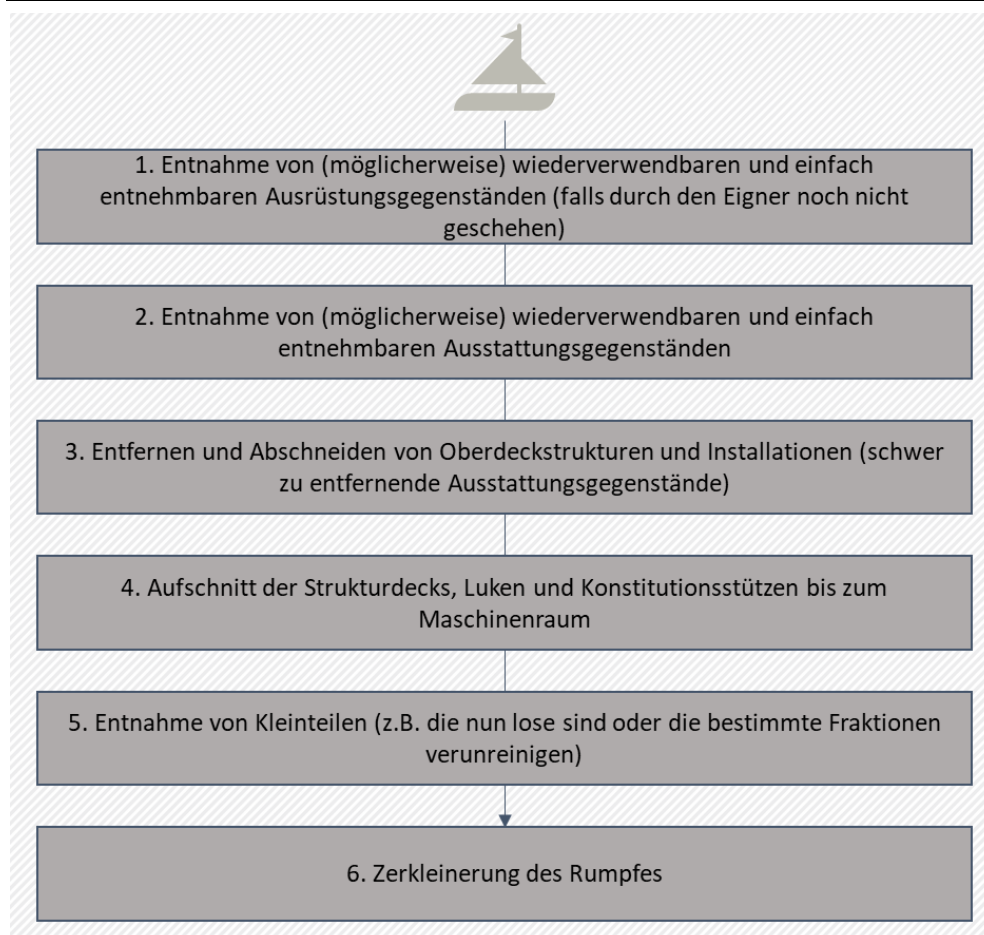 1. Entnahme von (möglicherweise) wiederverwendbaren und einfach
entnehmbaren Ausrüstungsgegenständen (falls durch den Eigner noch nicht
geschehen)
2. Entnahme von (möglicherweise) wiederverwendbaren und einfach
entnehmbaren Ausstattungsgegenständen
3. Entfernen und Abschneiden von Oberdeckstrukturen und Installationen (schwer
zu entfernende Ausstattungsgegenstände)
4. Aufschnitt der Strukturdecks, Luken und Konstitutionsstützen bis zum
Maschinenraum
5. Entnahme von Kleinteilen (z.B. die nun lose sind oder die bestimmte Fraktionen
verunreinigen)
6. Zerkleinerung des Rumpfes